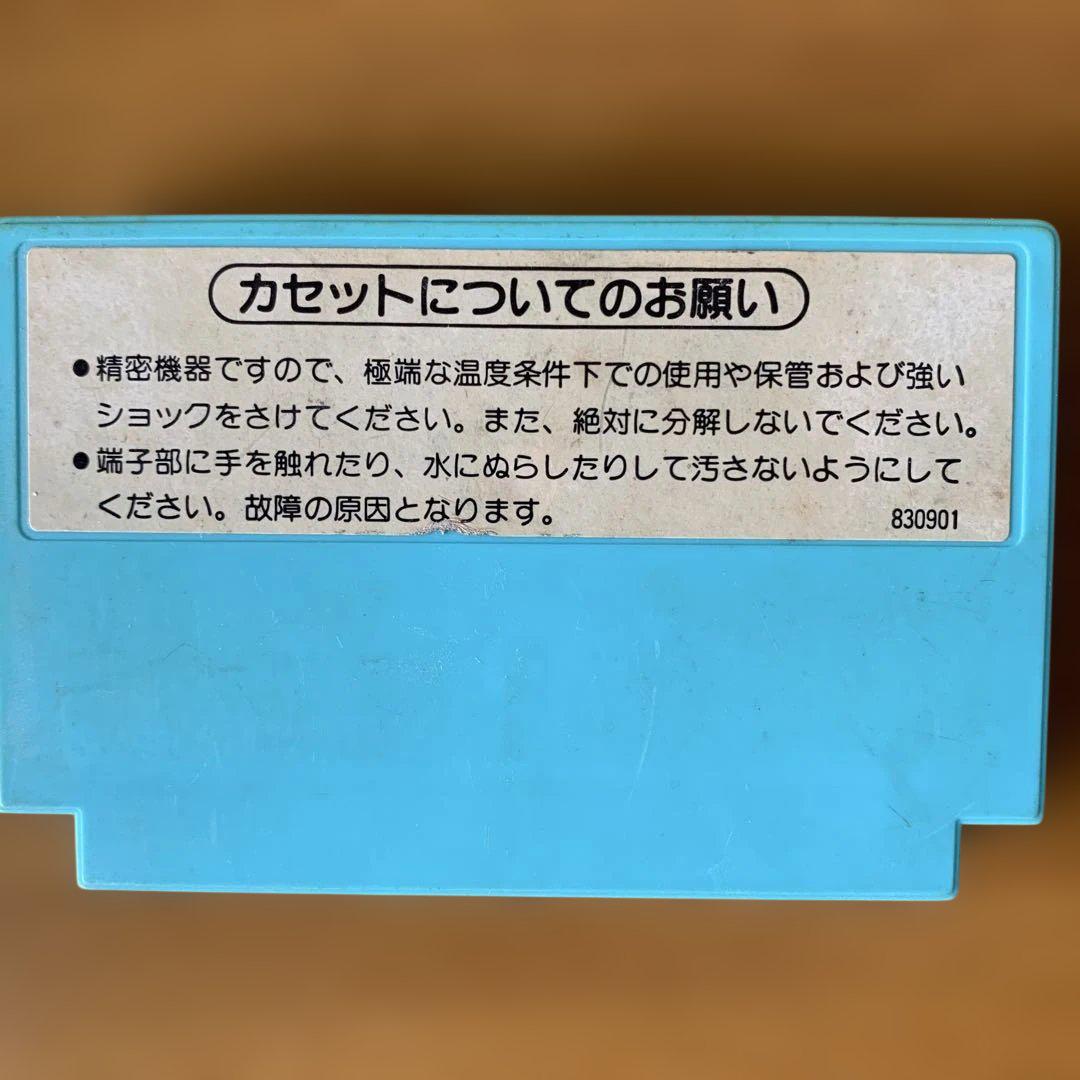 カセットについてのお願い
●精密機器ですので、極端な温度条件下での使用や保管および強い
ショックをさけてください。また、絶対に分解しないでください。
●端子部に手を触れたり、水にぬらしたりして汚さないようにして
ください。故障の原因となります。
830901